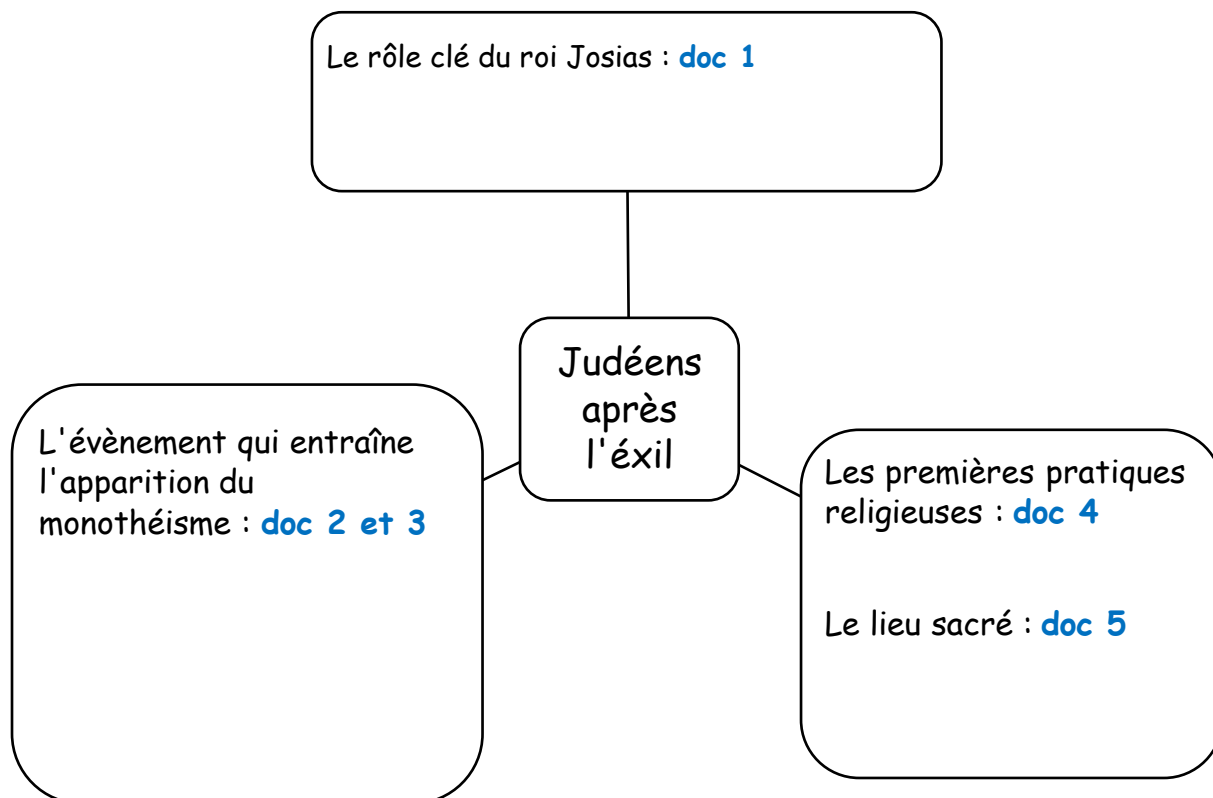 Le rôle clé du roi Josias : doc 1
Judéens
après
l'éxil
L'évènement qui entraîne
l'apparition du
monothéisme : doc 2 et 3
Les premières pratiques
religieuses : doc 4
Le lieu sacré : doc 5